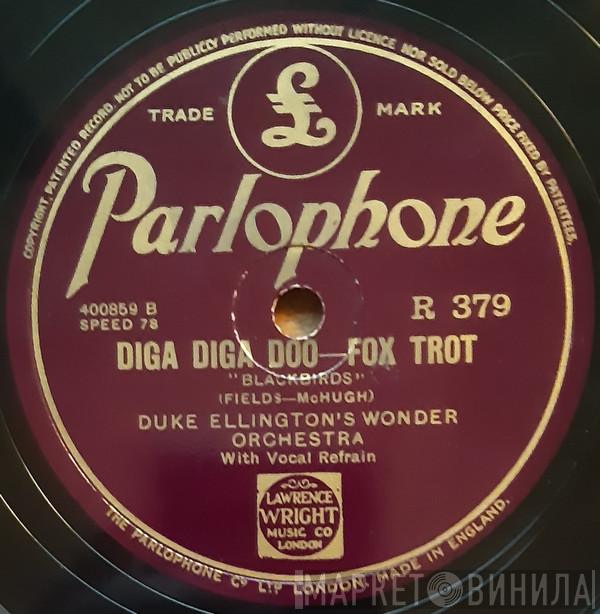 COPYRIGHT. PATENTED RECORD. NOT TO BE PUBLICLY PERFORMED WITHOUT LICENCE, NOR SOLD BELOW PRICE FIXED BY PATENTEES.
£
TRADE MARK
Parlophone
400859 B
SPEED 78
R 379
DIGA DIGA DOO—FOX TROT
"BLACKBIRDS"
(FIELDS—McHUGH)
DUKE ELLINGTON'S WONDER
ORCHESTRA
With Vocal Refrain
LAWRENCE
WRIGHT
MUSIC CO
LONDON
THE PARLOPHONE Co LTD LONDON. MADE IN ENGLAND.
МАРКЕТ ВИНИЛА